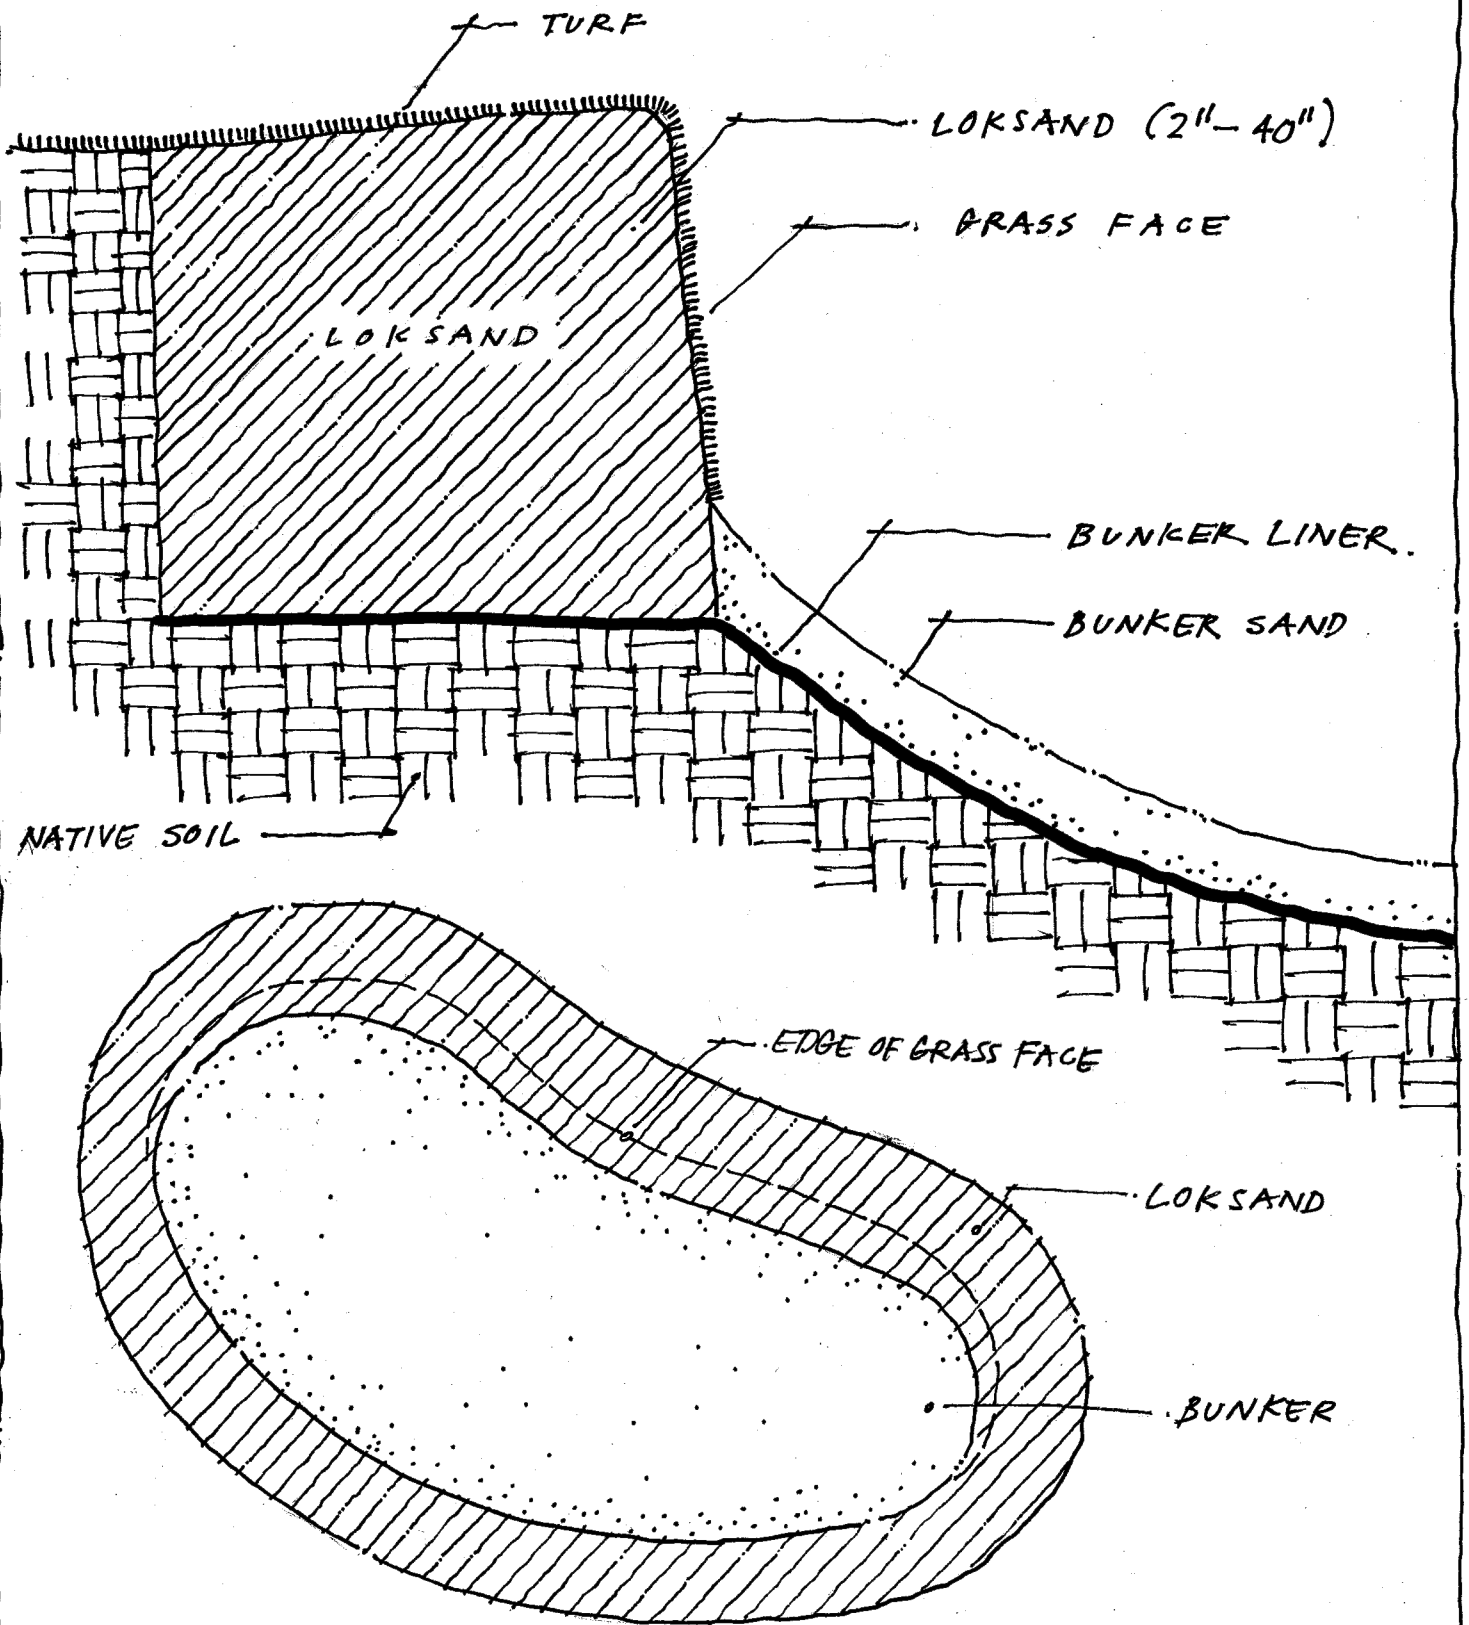 TURF
LOKSAND (2"-40")
GRASS FACE
LOKSAND
BUNKER LINER.
BUNKER SAND
NATIVE SOIL
EDGE OF GRASS FACE
LOKSAND
BUNKER